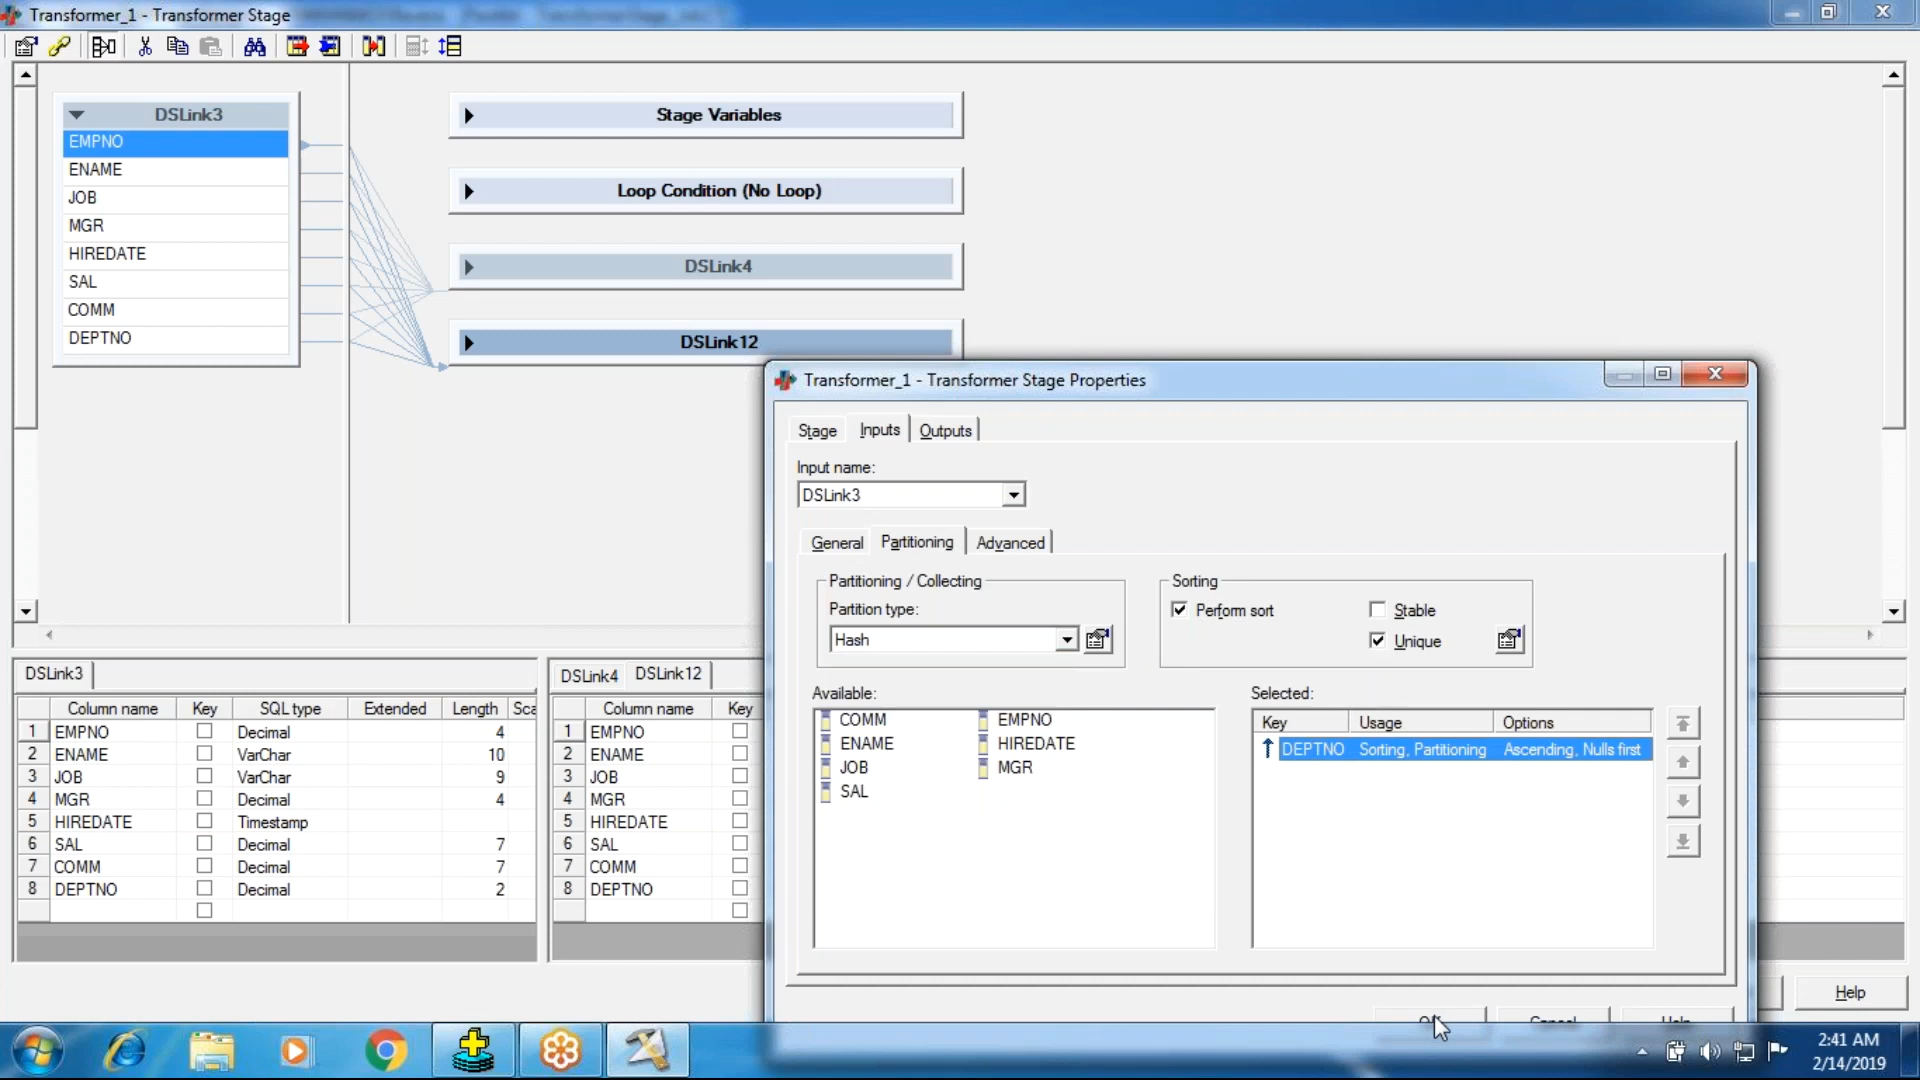 Transformer_1 - Transformer Stage
DSLink3
EMPNO
ENAME
JOB
MGR
HIREDATE
SAL
COMM
DEPTNO
Stage Variables
Loop Condition (No Loop)
DSLink4
DSLink12
Transformer_1 - Transformer Stage Properties
Stage Inputs Outputs
Input name:
DSLink3
General Partitioning Advanced
Partitioning / Collecting
Partition type:
Hash
Sorting
Perform sort
Stable
Unique
Available:
COMM EMPNO
ENAME HIREDATE
JOB MGR
SAL
Selected:
Key Usage Options
DEPTNO Sorting, Partitioning Ascending, Nulls first
Cancel Help
DSLink3
Column name Key SQL type Extended Length Sca
1 EMPNO Decimal 4
2 ENAME VarChar 10
3 JOB VarChar 9
4 MGR Decimal 4
5 HIREDATE Timestamp
6 SAL Decimal 7
7 COMM Decimal 7
8 DEPTNO Decimal 2
DSLink4 DSLink12
Column name Key
1 EMPNO
2 ENAME
3 JOB
4 MGR
5 HIREDATE
6 SAL
7 COMM
8 DEPTNO
Help
2:41 AM
2/14/2019